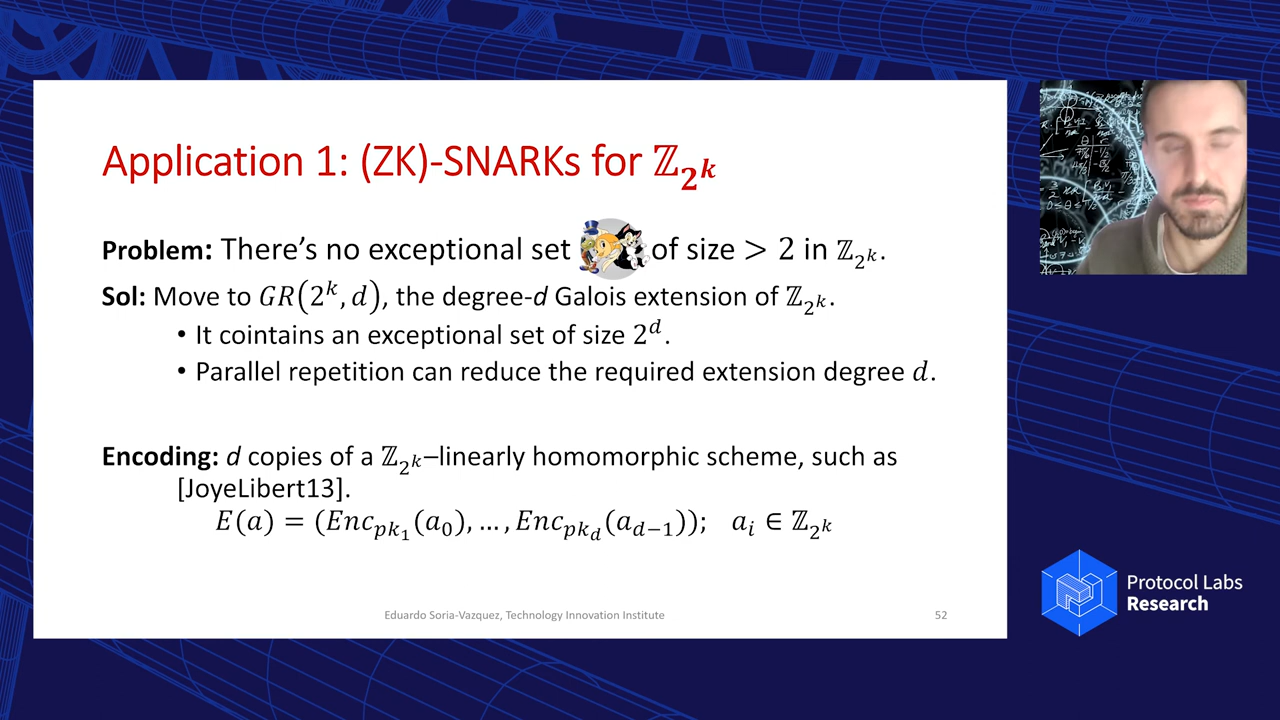 Application 1: (ZK)-SNARKs for ℤ_{2^k}
Problem: There's no exceptional set of size > 2 in ℤ_{2^k}.
Sol: Move to GR(2^k, d), the degree-d Galois extension of ℤ_{2^k}.
• It cointains an exceptional set of size 2^d.
• Parallel repetition can reduce the required extension degree d.
Encoding: d copies of a ℤ_{2^k}–linearly homomorphic scheme, such as
[JoyeLibert13].
E(a) = (Enc_{pk_1}(a_0), … , Enc_{pk_d}(a_{d−1})); a_i ∈ ℤ_{2^k}
Eduardo Soria-Vazquez, Technology Innovation Institute
52
Protocol Labs
Research